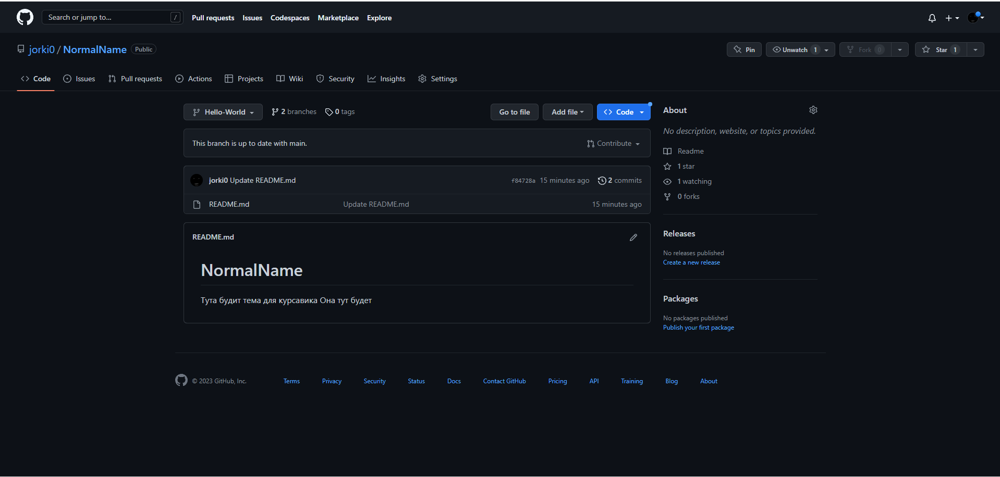 Search or jump to... /
Pull requests Issues Codespaces Marketplace Explore
jorki0 / NormalName Public
Pin Unwatch 1 Fork 0 Star 1
Code Issues Pull requests Actions Projects Wiki Security Insights Settings
Hello-World 2 branches 0 tags Go to file Add file Code
This branch is up to date with main. Contribute
jorki0 Update README.md f84728a 15 minutes ago 2 commits
README.md Update README.md 15 minutes ago
README.md
NormalName
Тута будит тема для курсавика Она тут будет
About
No description, website, or topics provided.
Readme
1 star
1 watching
0 forks
Releases
No releases published
Create a new release
Packages
No packages published
Publish your first package
© 2023 GitHub, Inc. Terms Privacy Security Status Docs Contact GitHub Pricing API Training Blog About